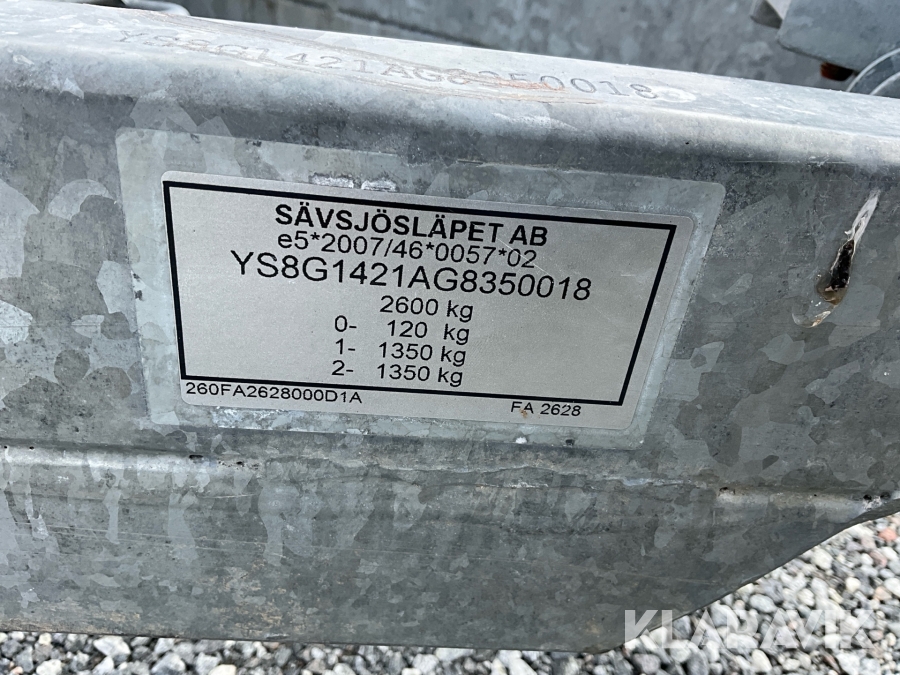 YS8G1421AG8350018
SÄVSJÖSLÄPET AB
e5*2007/46*0057*02
YS8G1421AG8350018
2600 kg
0- 120 kg
1- 1350 kg
2- 1350 kg
260FA2628000D1A FA 2628
KLARAVIK